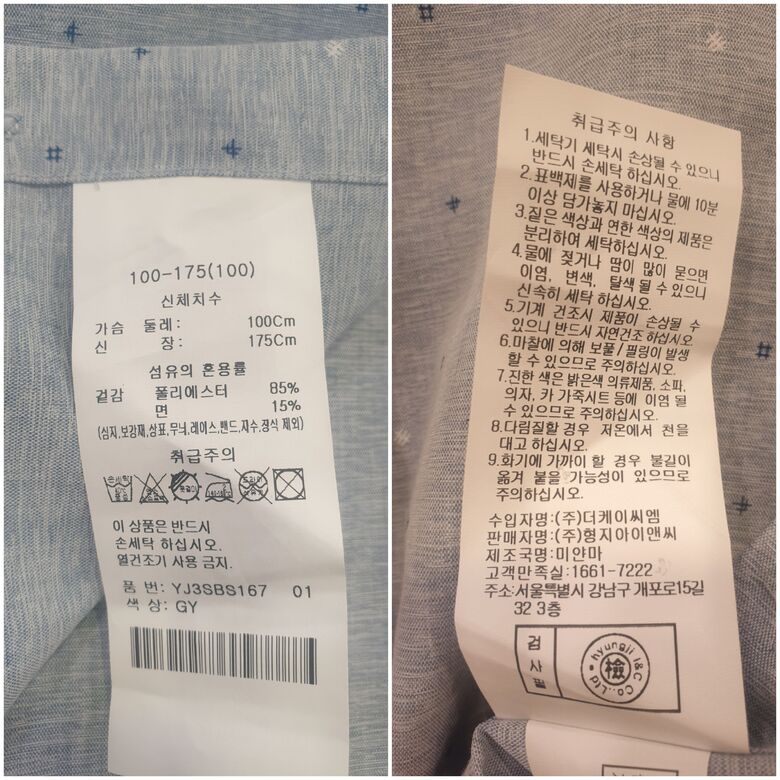 100-175(100)
신체치수
가슴 둘레: 100Cm
신 장: 175Cm
섬유의 혼용률
겉감 폴리에스터 85%
면 15%
(심지,보강재,상표,무늬,레이스,밴드,자수,장식 제외)
취급주의
손세탁
드라이
이 상품은 반드시
손세탁 하십시오.
열건조기 사용 금지.
품 번: YJ3SBS167 01
색 상: GY
취급주의 사항
1.세탁기 세탁시 손상될 수 있으니
반드시 손세탁 하십시오.
2.표백제를 사용하거나 물에 10분
이상 담가놓지 마십시오.
3.짙은 색상과 연한 색상의 제품은
분리하여 세탁하십시오.
4.물에 젖거나 땀이 많이 묻으면
이염, 변색, 탈색될 수 있으니
신속히 세탁 하십시오.
5.기계 건조시 제품이 손상될 수
있으니 반드시 자연건조 하십시오
6.마찰에 의해 보풀/필링이 발생
할 수 있으므로 주의하십시오.
7.진한 색은 밝은색 의류제품, 소파,
의자, 카 가죽시트 등에 이염 될
수 있으므로 주의하십시오.
8.다림질할 경우 저온에서 천을
대고 하십시오.
9.화기에 가까이 할 경우 불길이
옮겨 붙을 가능성이 있으므로
주의하십시오.
수입자명:(주)더케이씨엠
판매자명:(주)형지아이앤씨
제조국명:미얀마
고객만족실:1661-7222
주소:서울특별시 강남구 개포로15길
32 3층
검사필
hyungji I&C Co.,Ltd
檢